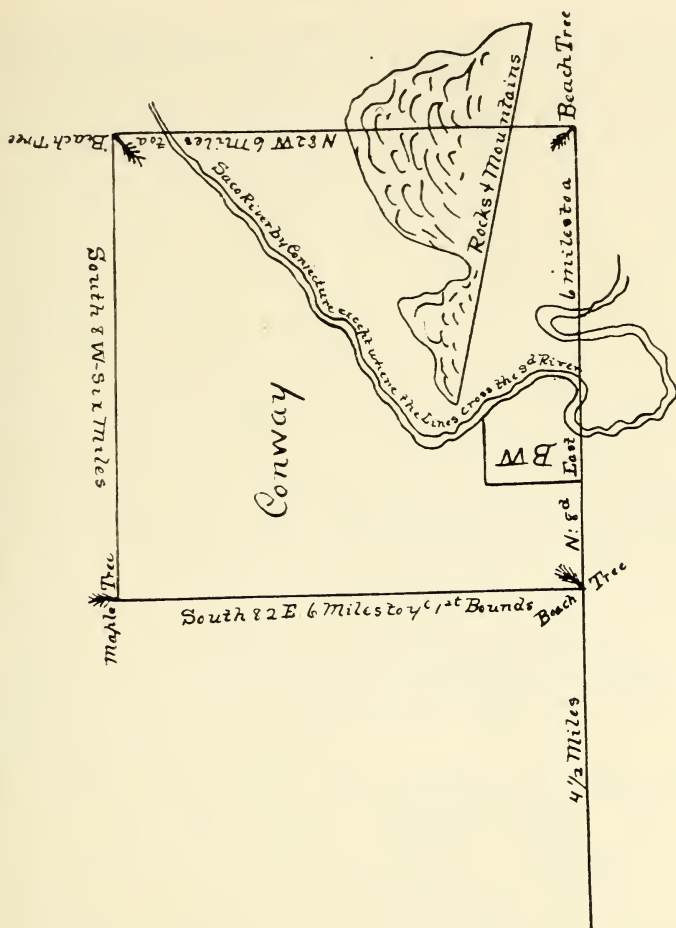 Beach Tree
N 82 W 6 Miles to a
Beach Tree
Rocks & Mountains
6 miles to a
South 8 W - Six Miles
Saco River by Conjecture except where the Lines cross the sd River
Conway
BW
N: 8d East
Maple Tree
South 82 E 6 Miles to yc 1st Bounds
Beach Tree
4 1/2 Miles